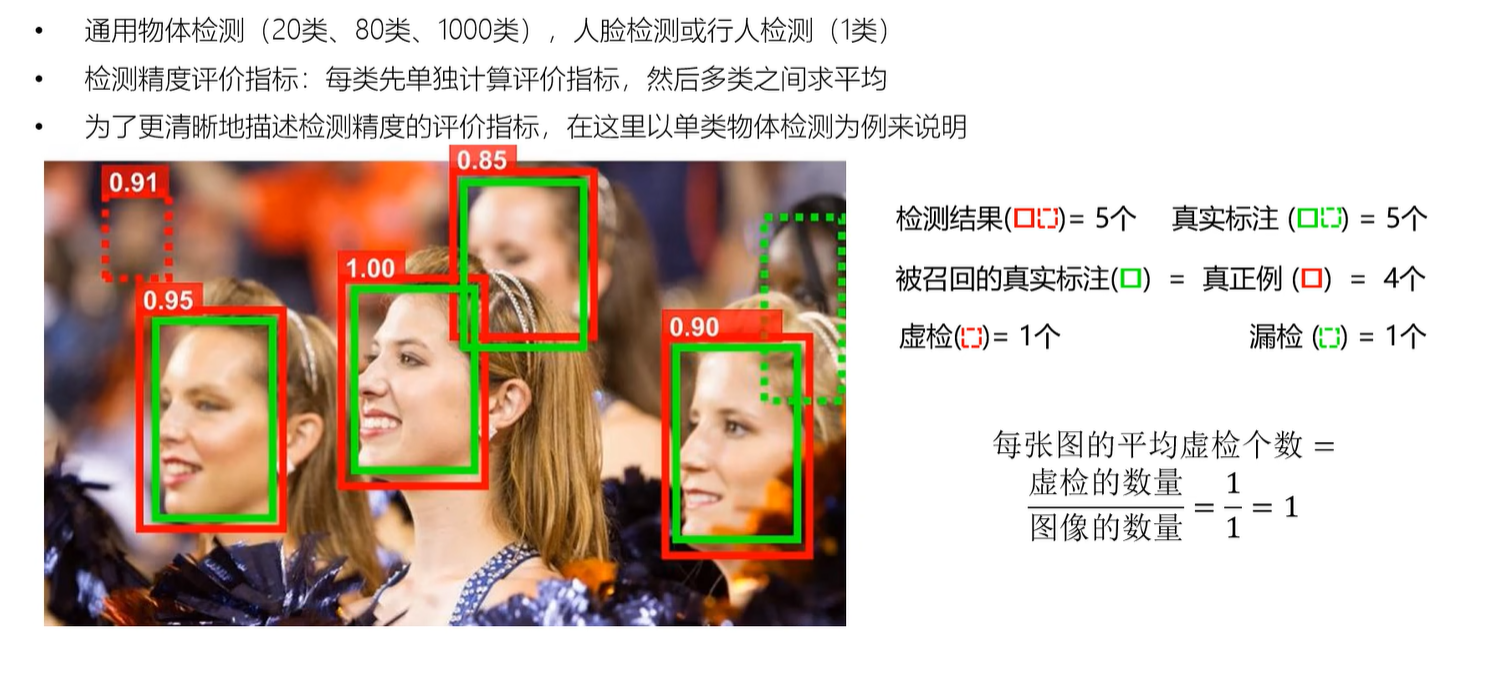 • 通用物体检测（20类、80类、1000类），人脸检测或行人检测（1类）
• 检测精度评价指标：每类先单独计算评价指标，然后多类之间求平均
• 为了更清晰地描述检测精度的评价指标，在这里以单类物体检测为例来说明
0.85
0.91
1.00
0.95
0.90
检测结果()= 5个 真实标注 () = 5个
被召回的真实标注() = 真正例 () = 4个
虚检()= 1个 漏检 () = 1个
每张图的平均虚检个数 =
虚检的数量/图像的数量 = 1/1 = 1